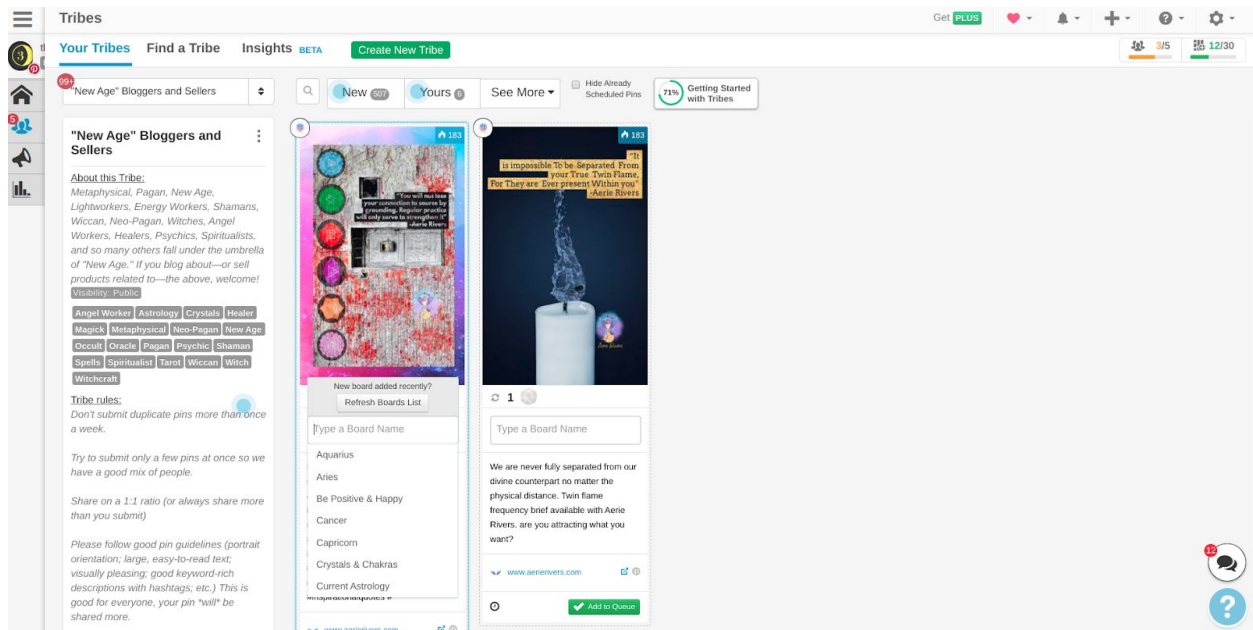 Tribes
Get PLUS
Your Tribes
Find a Tribe
Insights BETA
Create New Tribe
3/5
12/30
3
99+
"New Age" Bloggers and Sellers
New 507
Yours 6
See More
Hide Already
Scheduled Pins
71%
Getting Started
with Tribes
5
"New Age" Bloggers and
Sellers
About this Tribe:
Metaphysical, Pagan, New Age,
Lightworkers, Energy Workers, Shamans,
Wiccan, Neo-Pagan, Witches, Angel
Workers, Healers, Psychics, Spiritualists,
and so many others fall under the umbrella
of "New Age." If you blog about—or sell
products related to—the above, welcome!
Visibility: Public
Angel Worker Astrology Crystals Healer
Magick Metaphysical Neo-Pagan New Age
Occult Oracle Pagan Psychic Shaman
Spells Spiritualist Tarot Wiccan Witch
Witchcraft
Tribe rules:
Don't submit duplicate pins more than once
a week.
Try to submit only a few pins at once so we
have a good mix of people.
Share on a 1:1 ratio (or always share more
than you submit)
Please follow good pin guidelines (portrait
orientation; large, easy-to-read text;
visually pleasing; good keyword-rich
descriptions with hashtags; etc.) This is
good for everyone, your pin *will* be
shared more.
183
"You will not lose
your connection to source by
grounding. Regular practice
will only serve to strengthen it"
-Aerie Rivers
New board added recently?
Refresh Boards List
Type a Board Name
Aquarius
Aries
Be Positive & Happy
Cancer
Capricorn
Crystals & Chakras
Current Astrology
#inspirationalquotes #
www.aerierivers.com
183
"It
is impossible To be Separated From
your True Twin Flame,
For They are Ever present Within you"
-Aerie Rivers
Aerie Rivers
1
Type a Board Name
We are never fully separated from our
divine counterpart no matter the
physical distance. Twin flame
frequency brief available with Aerie
Rivers. are you attracting what you
want?
www.aerierivers.com
Add to Queue
12
?